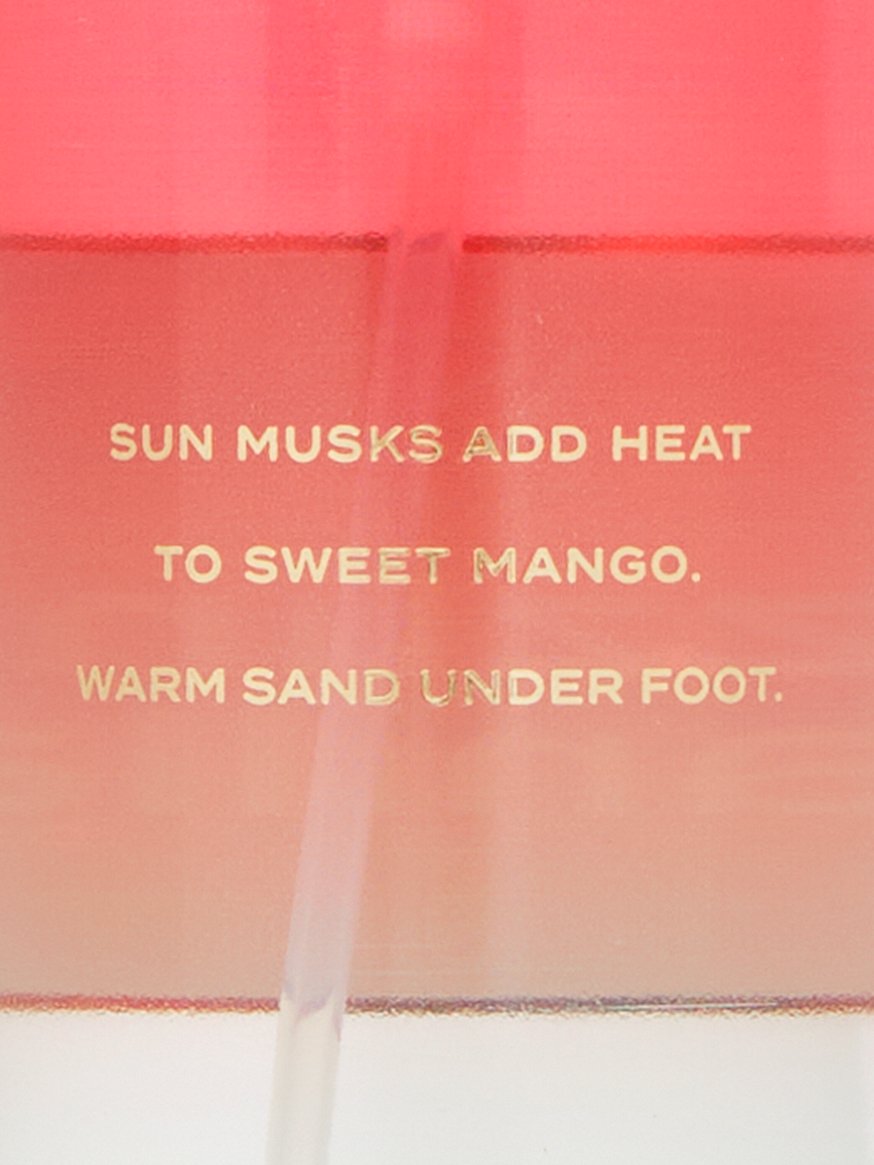 SUN MUSKS ADD HEAT
TO SWEET MANGO.
WARM SAND UNDER FOOT.